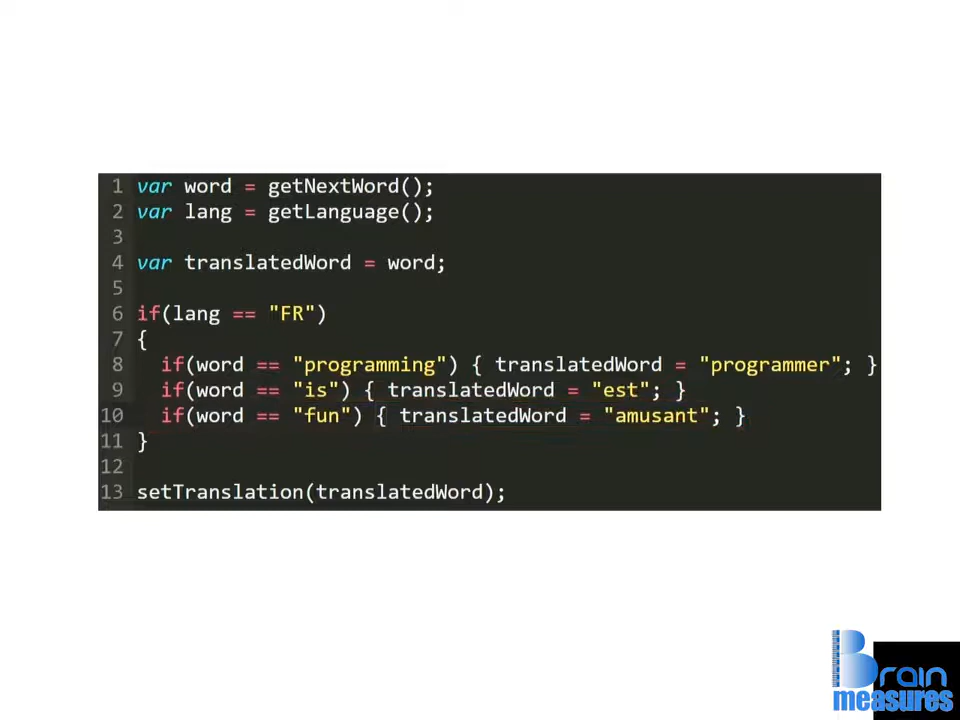 1 var word = getNextWord();
2 var lang = getLanguage();
3
4 var translatedWord = word;
5
6 if(lang == "FR")
7 {
8   if(word == "programming") { translatedWord = "programmer"; }
9   if(word == "is") { translatedWord = "est"; }
10   if(word == "fun") { translatedWord = "amusant"; }
11 }
12
13 setTranslation(translatedWord);
Brain
measures